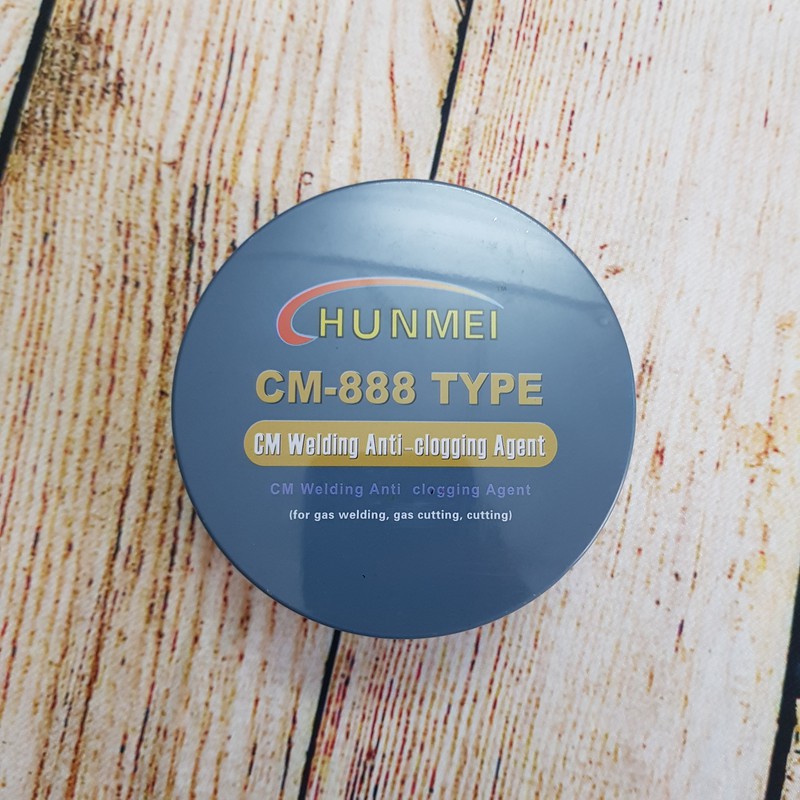 CHUNMEI
CM-888 TYPE
CM Welding Anti-clogging Agent
CM Welding Anti clogging Agent
(for gas welding, gas cutting, cutting)